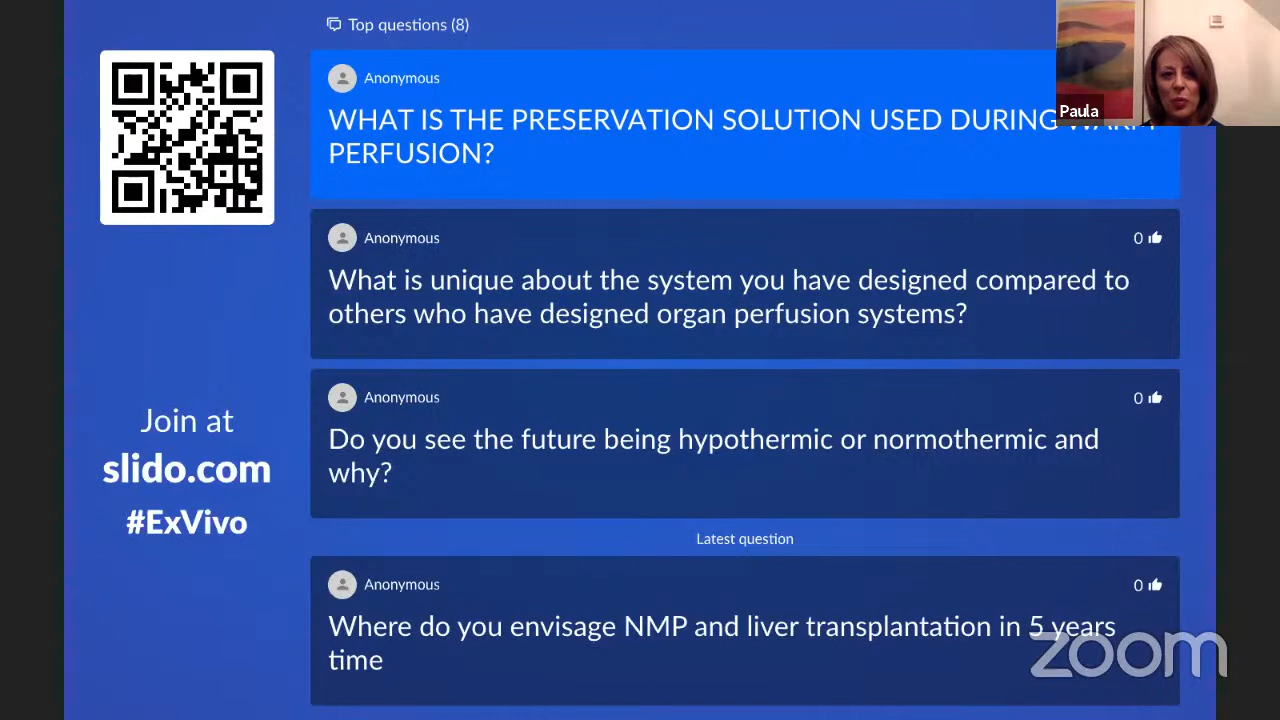 Top questions (8)
Anonymous
WHAT IS THE PRESERVATION SOLUTION USED DURING WARM
PERFUSION?
Paula
Anonymous
0
What is unique about the system you have designed compared to
others who have designed organ perfusion systems?
Anonymous
0
Do you see the future being hypothermic or normothermic and
why?
Join at
slido.com
#ExVivo
Latest question
Anonymous
0
Where do you envisage NMP and liver transplantation in 5 years
time
zoom